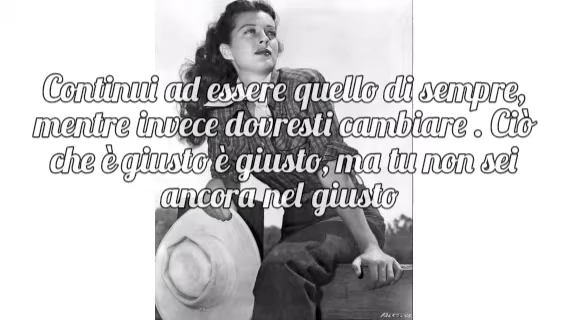 Continui ad essere quello di sempre,
mentre invece dovresti cambiare . Ciò
che è giusto è giusto, ma tu non sei
ancora nel giusto